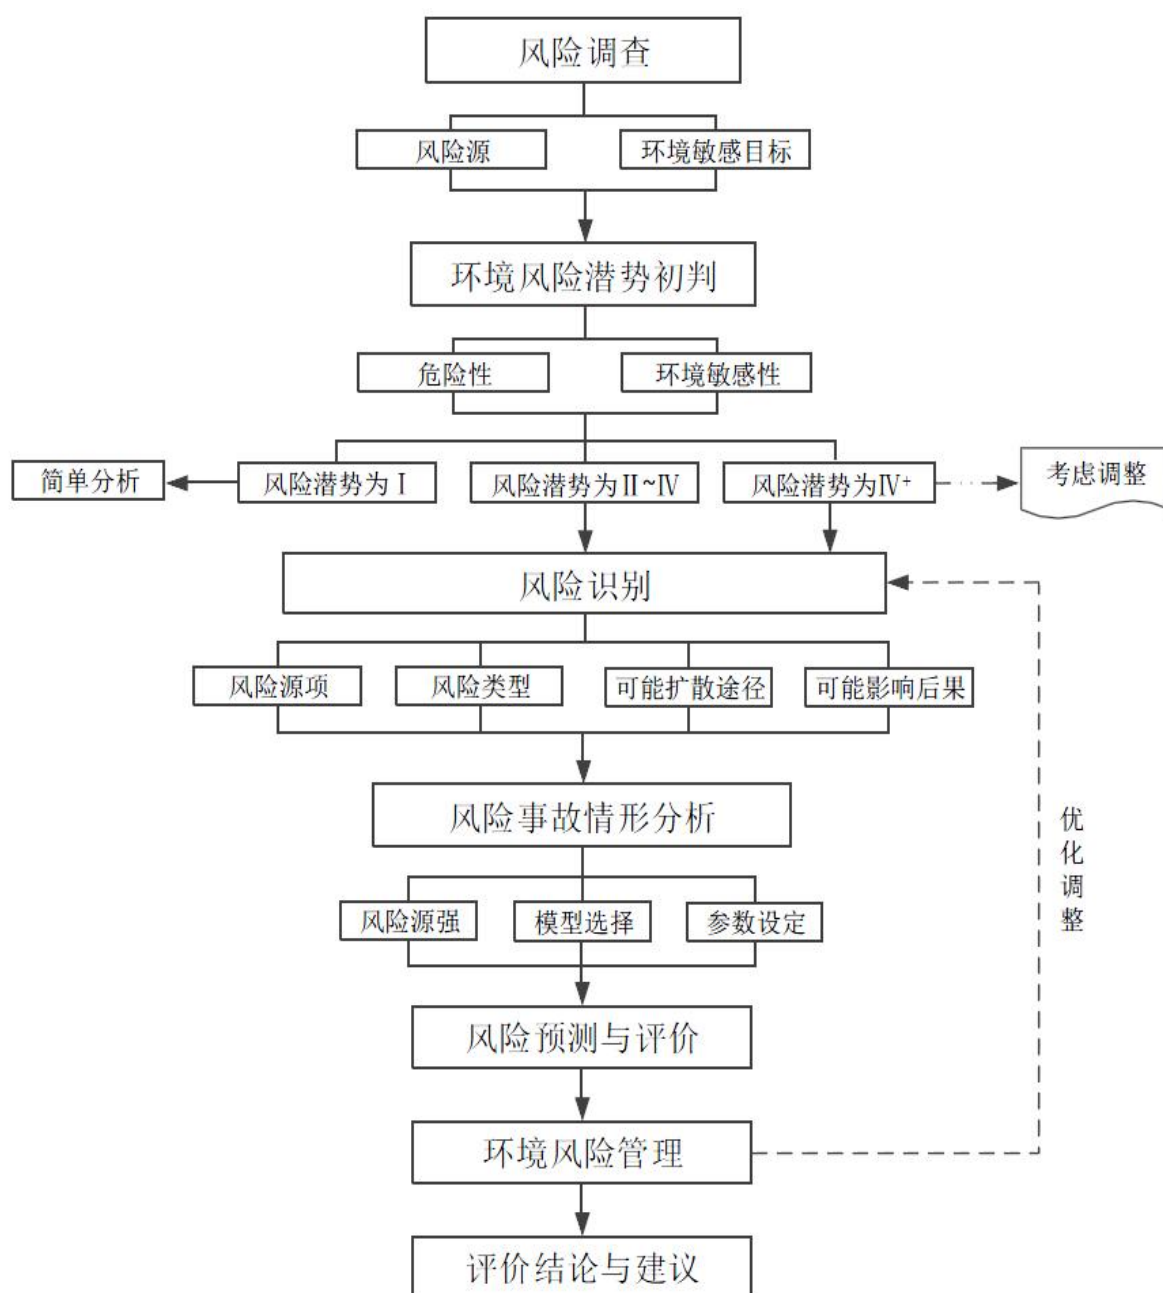 风险调查
风险源
环境敏感目标
环境风险潜势初判
危险性
环境敏感性
简单分析
风险潜势为Ⅰ
风险潜势为Ⅱ~Ⅳ
风险潜势为Ⅳ+
考虑调整
风险识别
风险源项
风险类型
可能扩散途径
可能影响后果
风险事故情形分析
优化调整
风险源强
模型选择
参数设定
风险预测与评价
环境风险管理
评价结论与建议